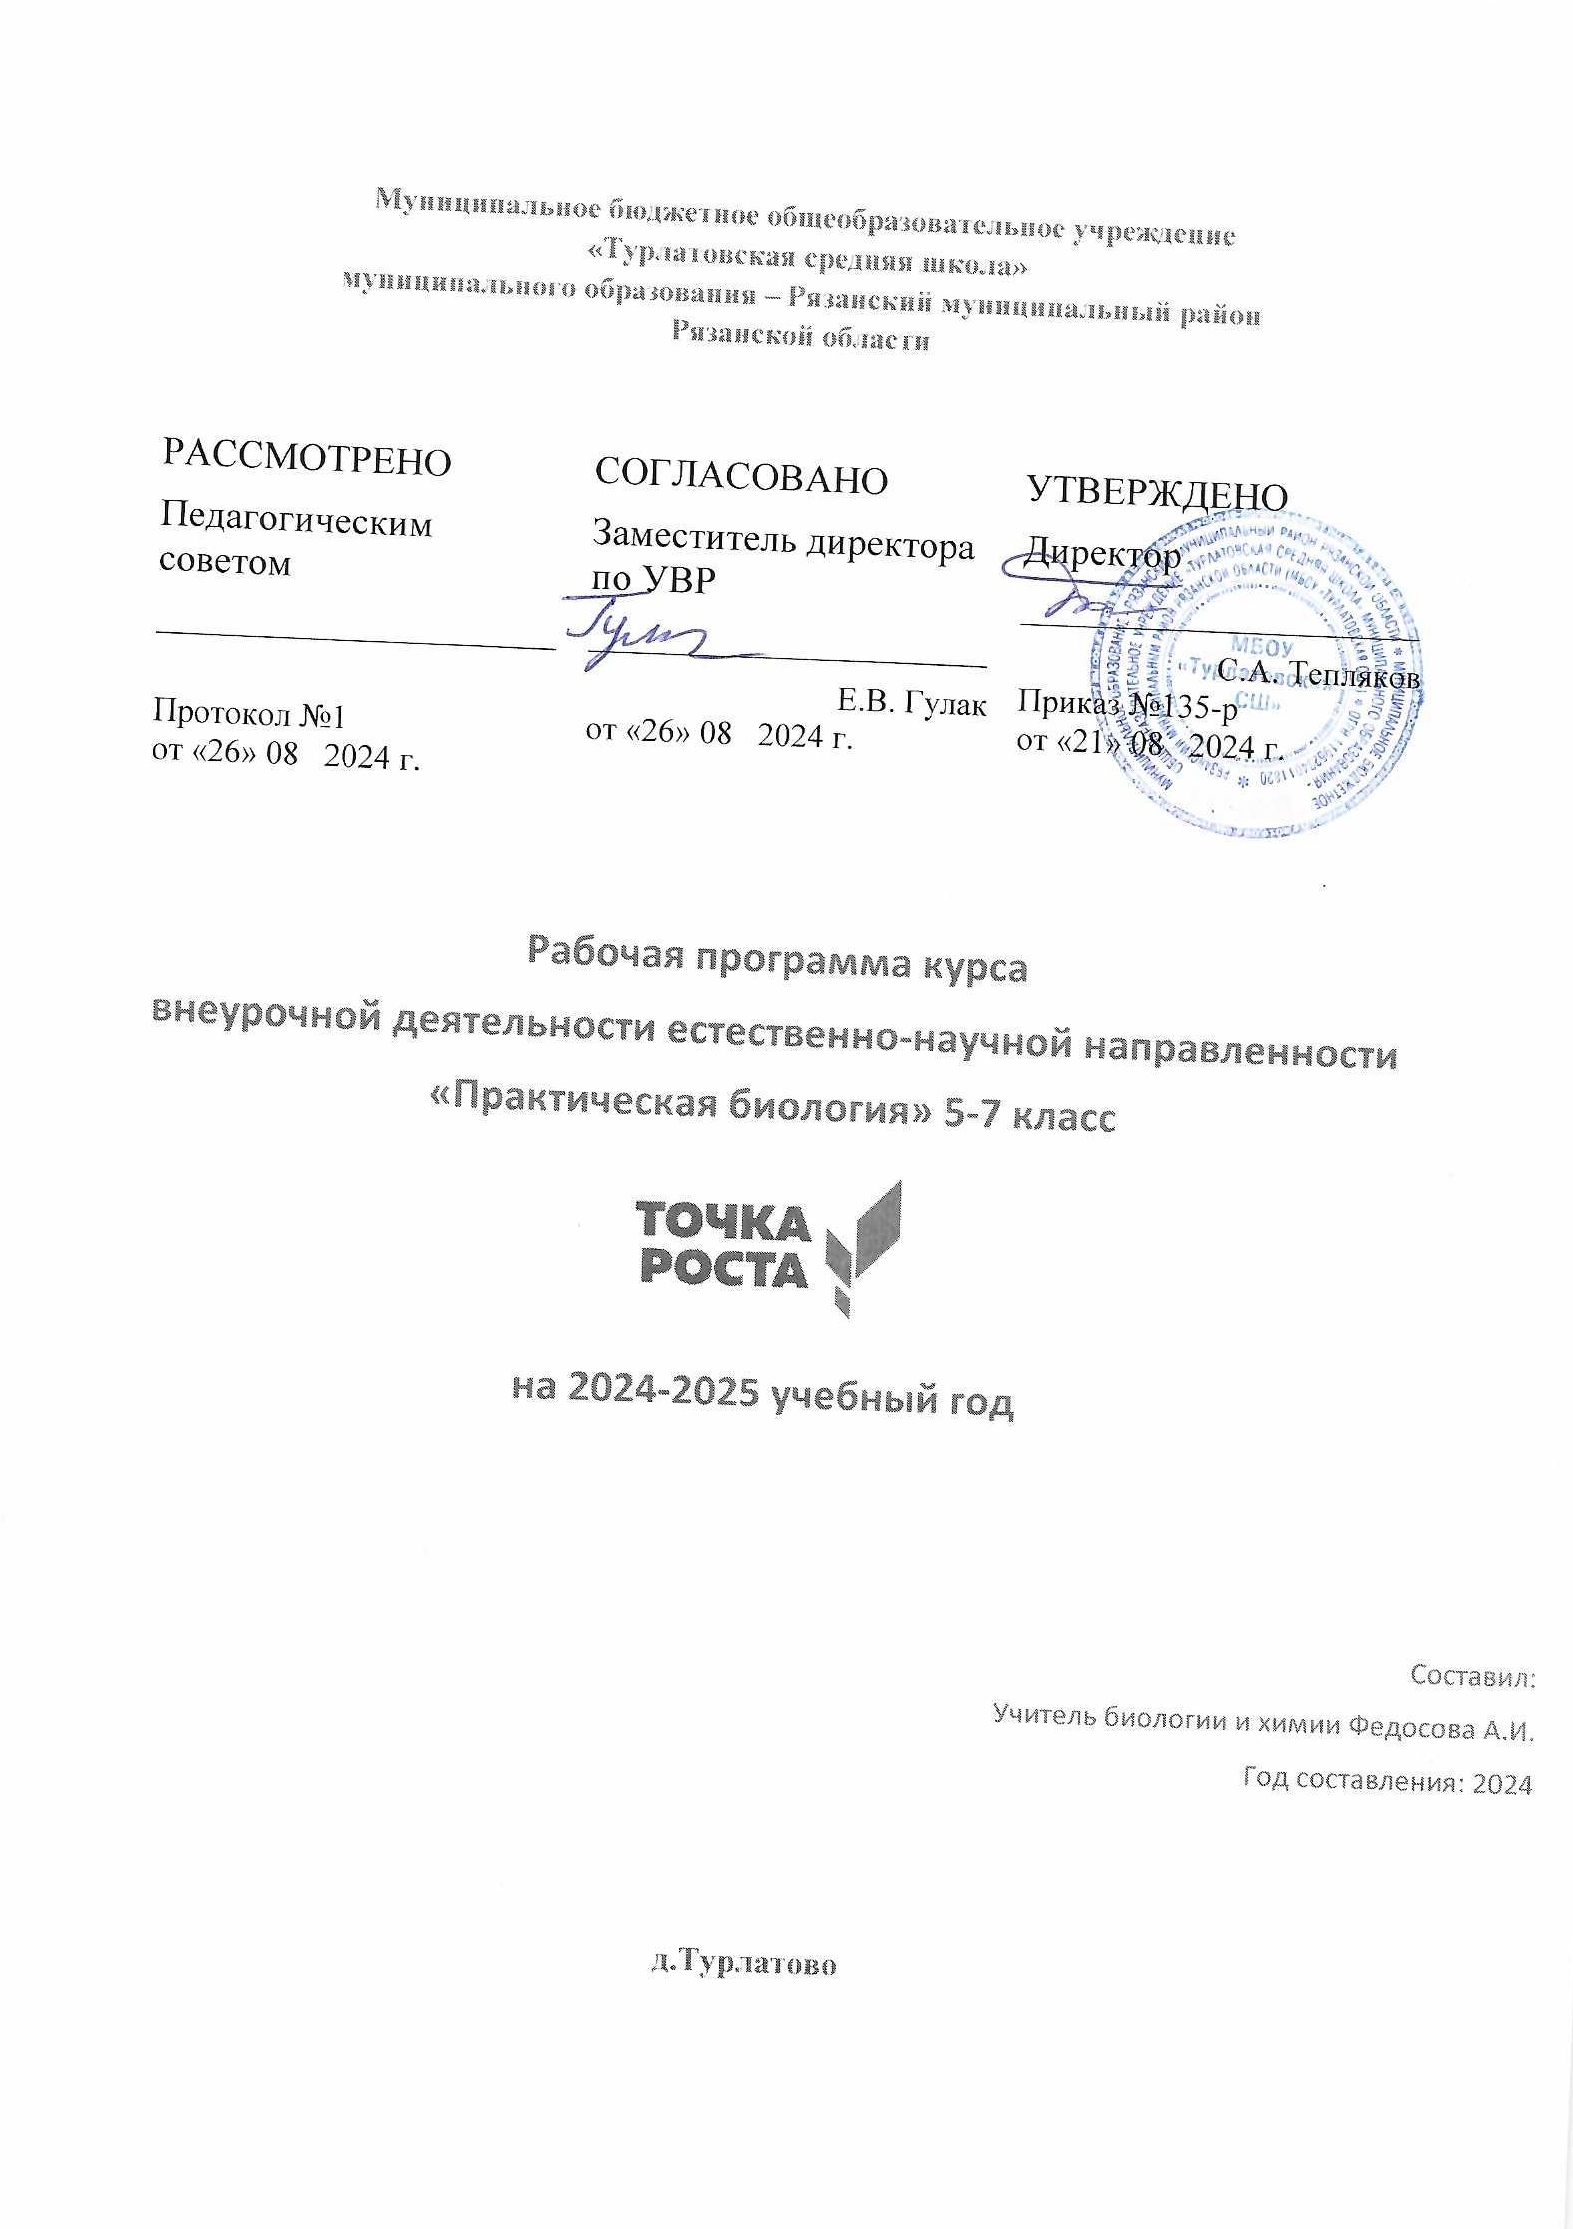 Муниципальное бюджетное общеобразовательное учреждение
«Турлатовская средняя школа»
муниципального образования – Рязанский муниципальный район
Рязанской области
РАССМОТРЕНО
Педагогическим
советом
Протокол №1
от «26» 08 2024 г.
СОГЛАСОВАНО
Заместитель директора
по УВР
Е.В. Гулак
от «26» 08 2024 г.
УТВЕРЖДЕНО
Директор
С.А. Тепляков
Приказ №135-р
от «21» 08 2024 г.
МБОУ
«Турлатовская
СШ»
Рабочая программа курса
внеурочной деятельности естественно-научной направленности
«Практическая биология» 5-7 класс
ТОЧКА
РОСТА
на 2024-2025 учебный год
Составил:
Учитель биологии и химии Федосова А.И.
Год составления: 2024
д.Турлатово